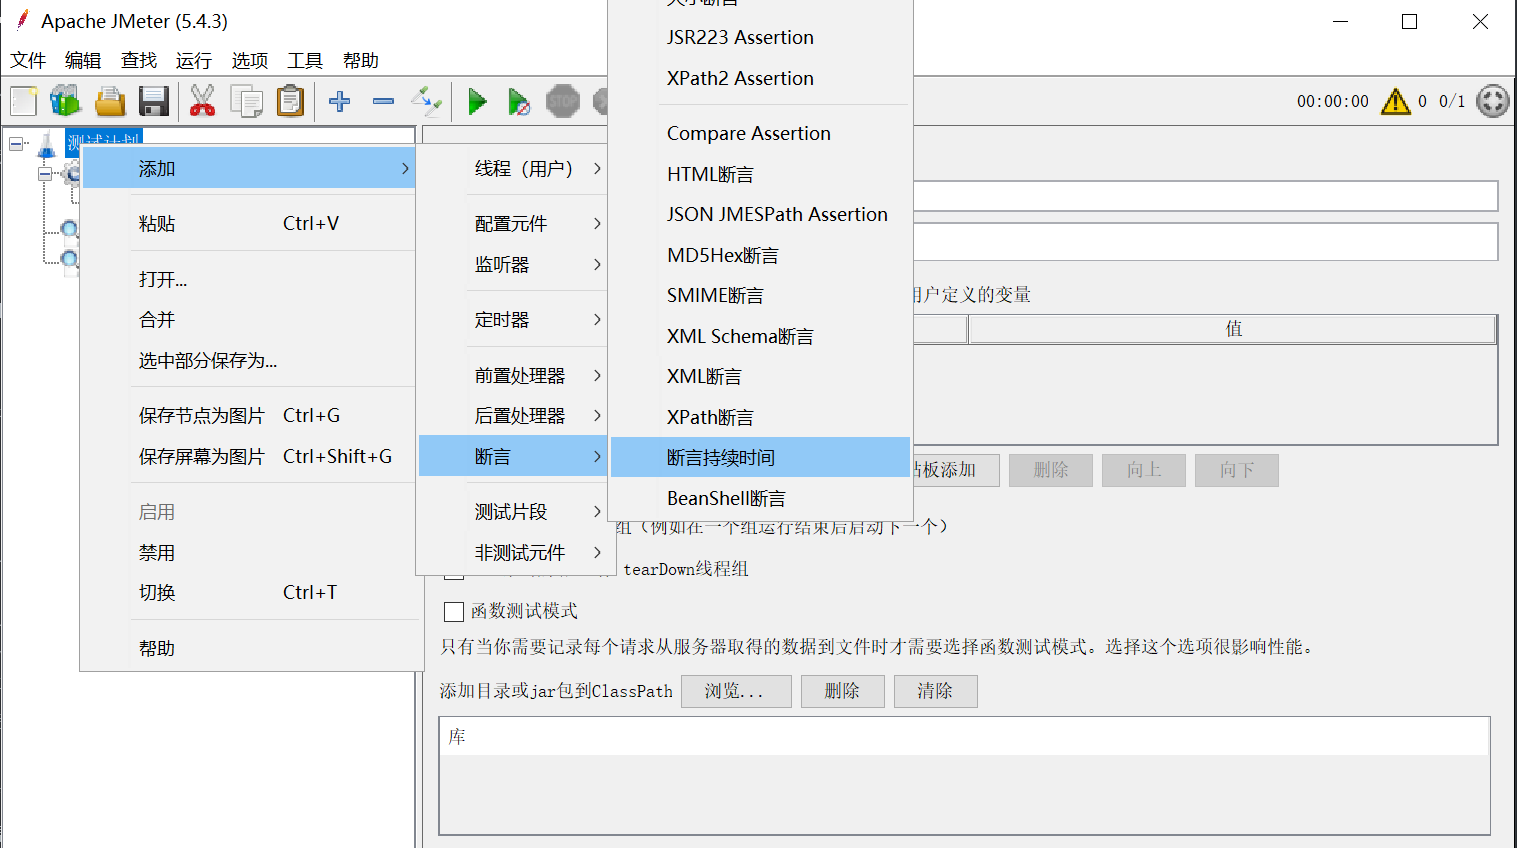 Apache JMeter (5.4.3)
文件 编辑 查找 运行 选项 工具 帮助
STOP
00:00:00 0 0/1
测试计划
添加
粘贴 Ctrl+V
打开...
合并
选中部分保存为...
保存节点为图片 Ctrl+G
保存屏幕为图片 Ctrl+Shift+G
启用
禁用
切换 Ctrl+T
帮助
线程（用户）
配置元件
监听器
定时器
前置处理器
后置处理器
断言
测试片段
非测试元件
大小断言
JSR223 Assertion
XPath2 Assertion
Compare Assertion
HTML断言
JSON JMESPath Assertion
MD5Hex断言
SMIME断言
XML Schema断言
XML断言
XPath断言
断言持续时间
BeanShell断言
用户定义的变量
值
贴板添加 删除 向上 向下
组（例如在一个组运行结束后启动下一个）
tearDown线程组
函数测试模式
只有当你需要记录每个请求从服务器取得的数据到文件时才需要选择函数测试模式。选择这个选项很影响性能。
添加目录或jar包到ClassPath 浏览... 删除 清除
库